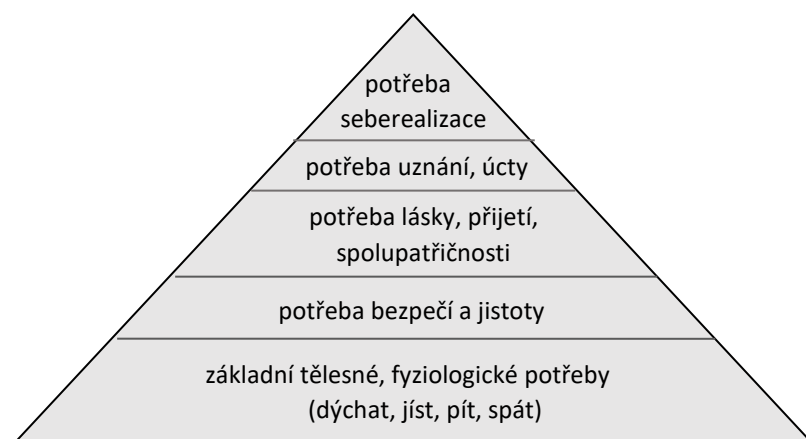 potřeba
seberealizace
potřeba uznání, úcty
potřeba lásky, přijetí,
spolupatřičnosti
potřeba bezpečí a jistoty
základní tělesné, fyziologické potřeby
(dýchat, jíst, pít, spát)